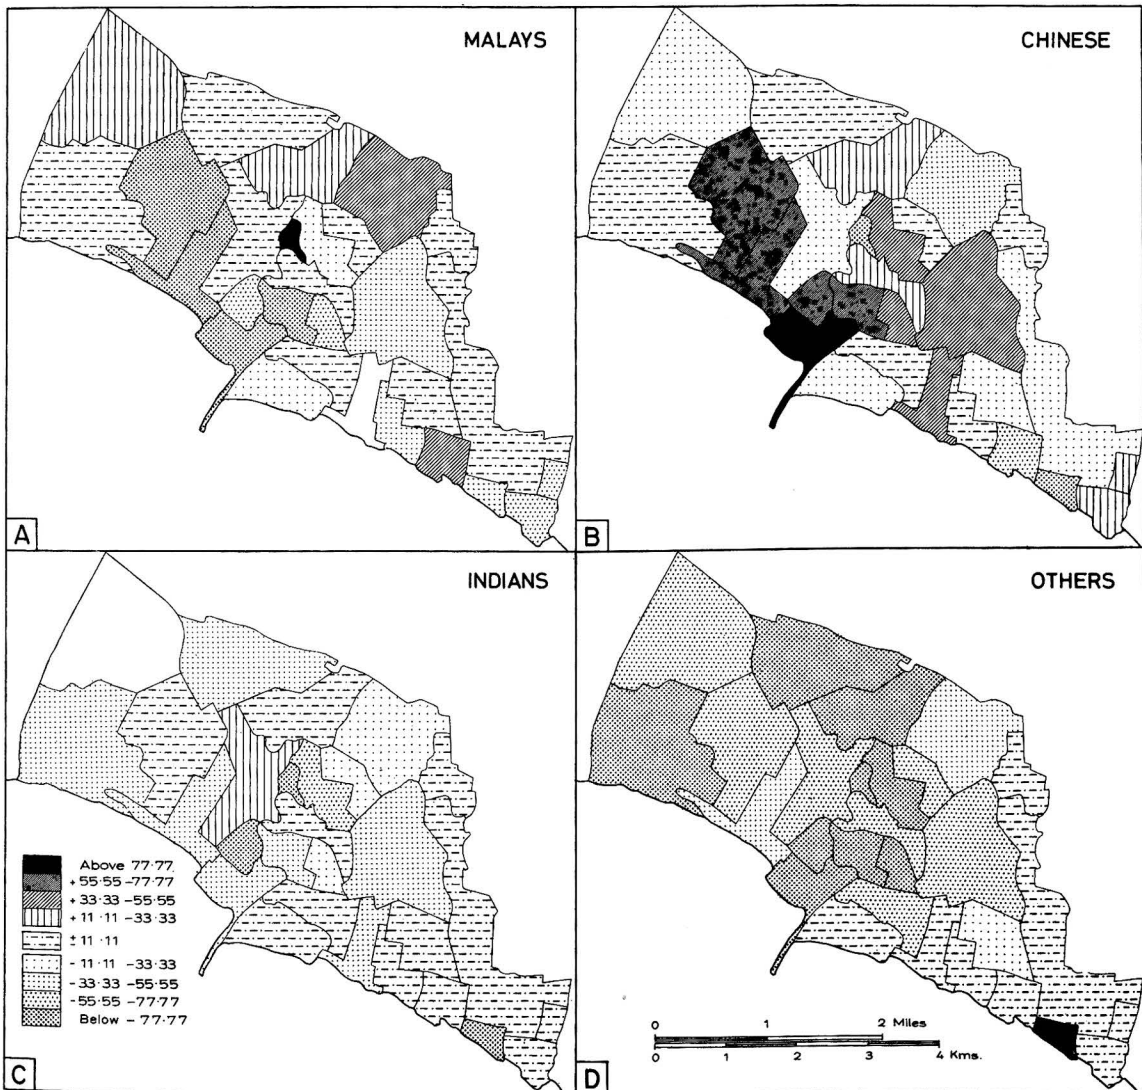 MALAYS
A
CHINESE
B
INDIANS
Above 77·77
+ 55·55 – 77·77
+ 33·33 – 55·55
+ 11·11 – 33·33
± 11·11
– 11·11 – 33·33
– 33·33 – 55·55
– 55·55 – 77·77
Below – 77·77
C
OTHERS
0 1 2 Miles
0 1 2 3 4 Kms.
D